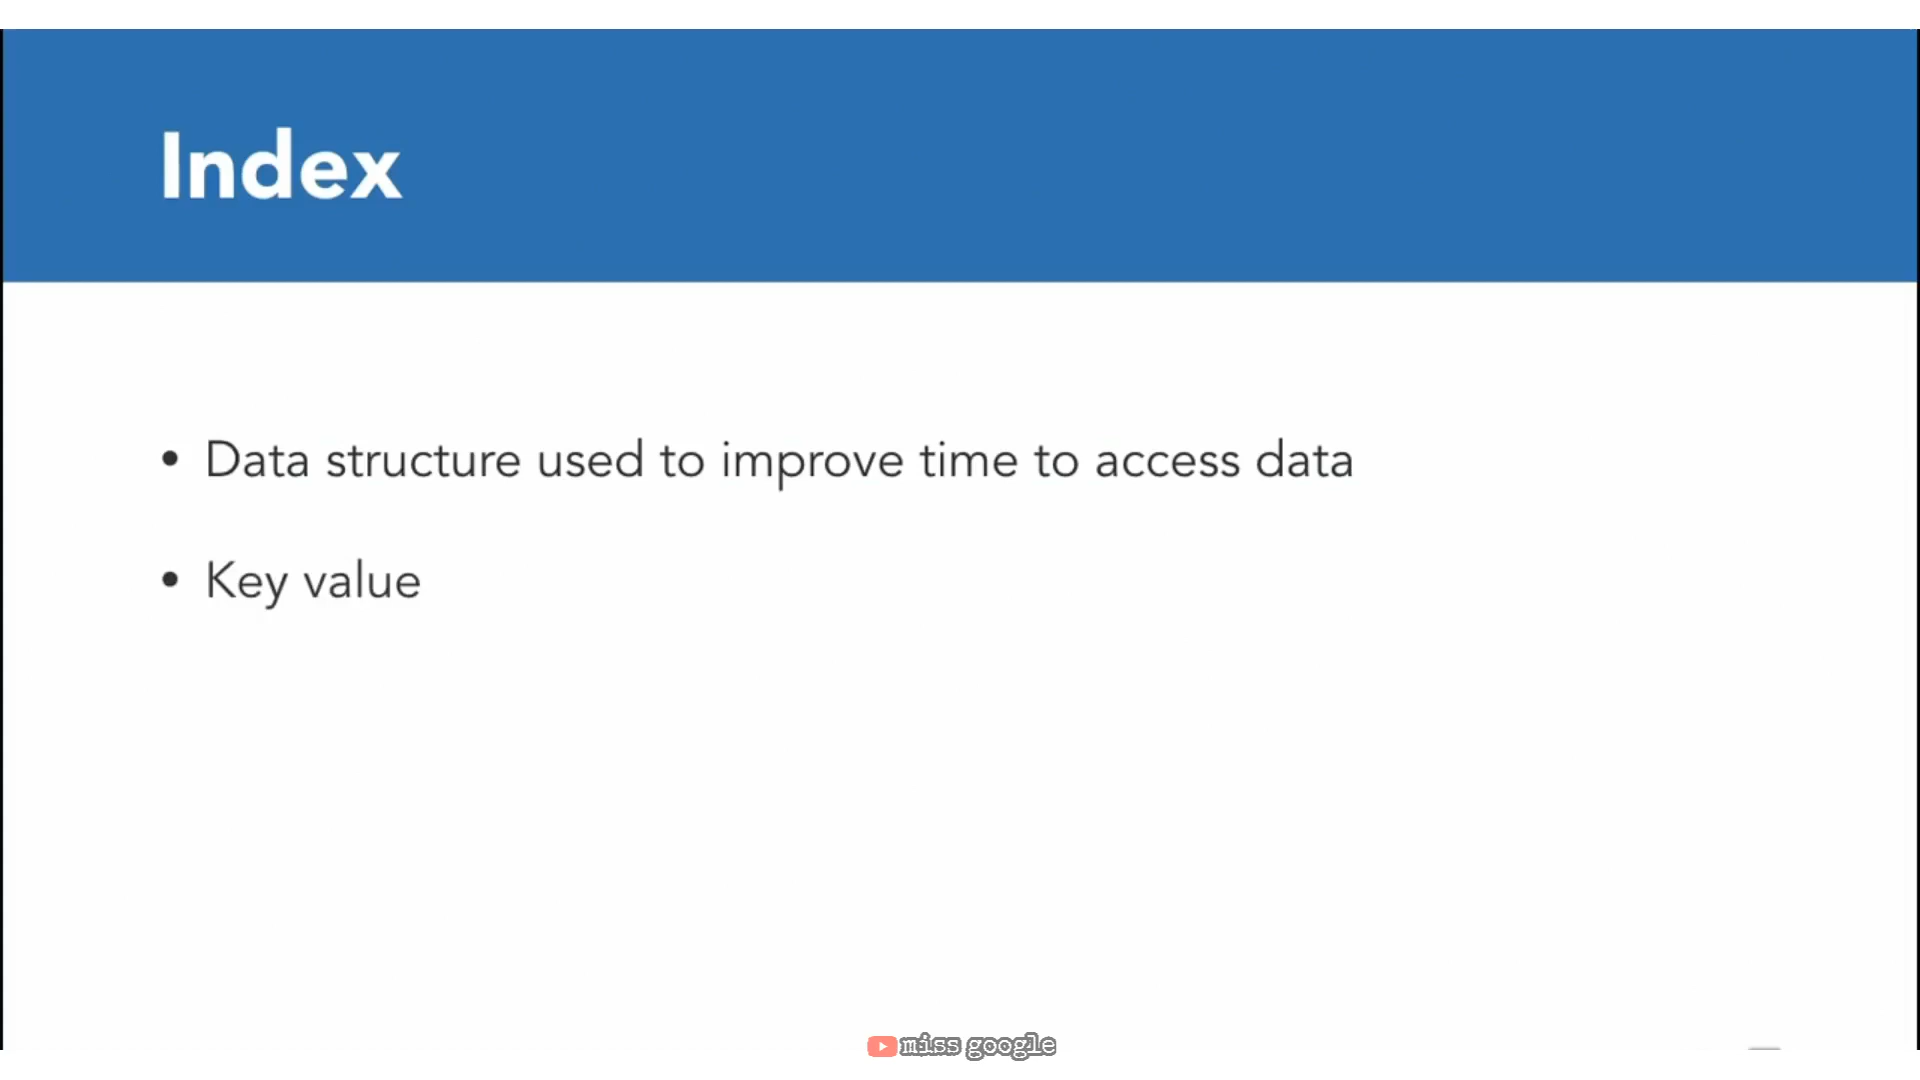 Index
• Data structure used to improve time to access data
• Key value
miss google